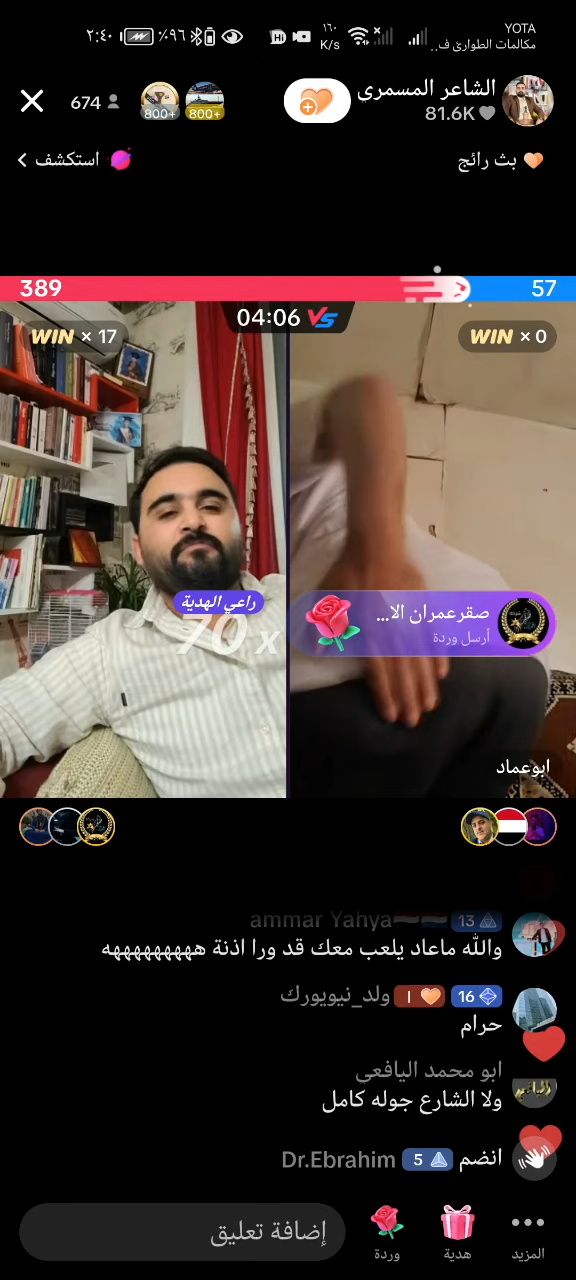 ٢:٤٠
٪٩٦
١٦٠
K/s
YOTA
مكالمات الطوارئ ف..
الشاعر المسمري
81.6K
800+
800+
674
بث رائج
استكشف
389
57
WIN × 17
04:06 VS
WIN × 0
راعي الهدية
70 x
صقرعمران الا...
أرسل وردة
ابوعماد
ammar Yahya 13
والله ماعاد يلعب معك قد ورا اذنة هههههههههه
ولد_نيويورك I 16
حرام
ابو محمد اليافعي
ولا الشارع جوله كامل
Dr.Ebrahim 5 انضم
إضافة تعليق
وردة
هدية
المزيد